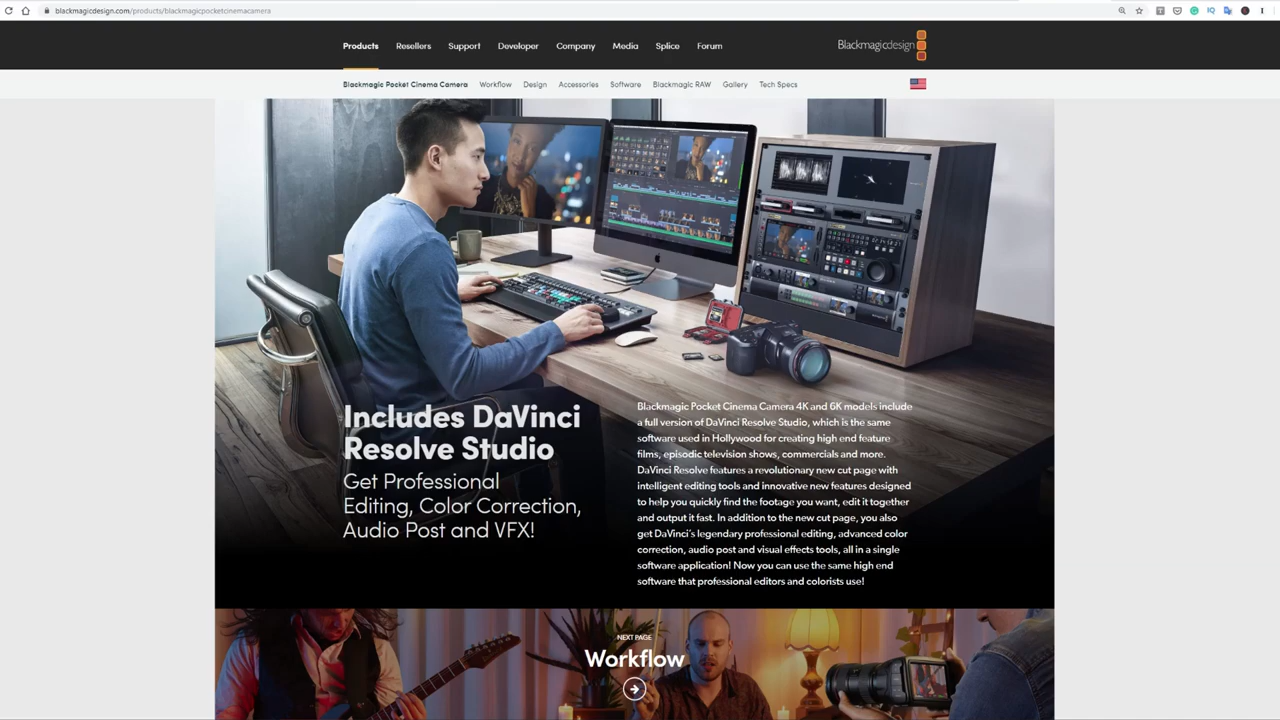 blackmagicdesign.com/products/blackmagicpocketcinemacamera
Products Resellers Support Developer Company Media Splice Forum
Blackmagicdesign
Blackmagic Pocket Cinema Camera Workflow Design Accessories Software Blackmagic RAW Gallery Tech Specs
Includes DaVinci
Resolve Studio
Get Professional
Editing, Color Correction,
Audio Post and VFX!
Blackmagic Pocket Cinema Camera 4K and 6K models include
a full version of DaVinci Resolve Studio, which is the same
software used in Hollywood for creating high end feature
films, episodic television shows, commercials and more.
DaVinci Resolve features a revolutionary new cut page with
intelligent editing tools and innovative new features designed
to help you quickly find the footage you want, edit it together
and output it fast. In addition to the new cut page, you also
get DaVinci's legendary professional editing, advanced color
correction, audio post and visual effects tools, all in a single
software application! Now you can use the same high end
software that professional editors and colorists use!
NEXT PAGE
Workflow